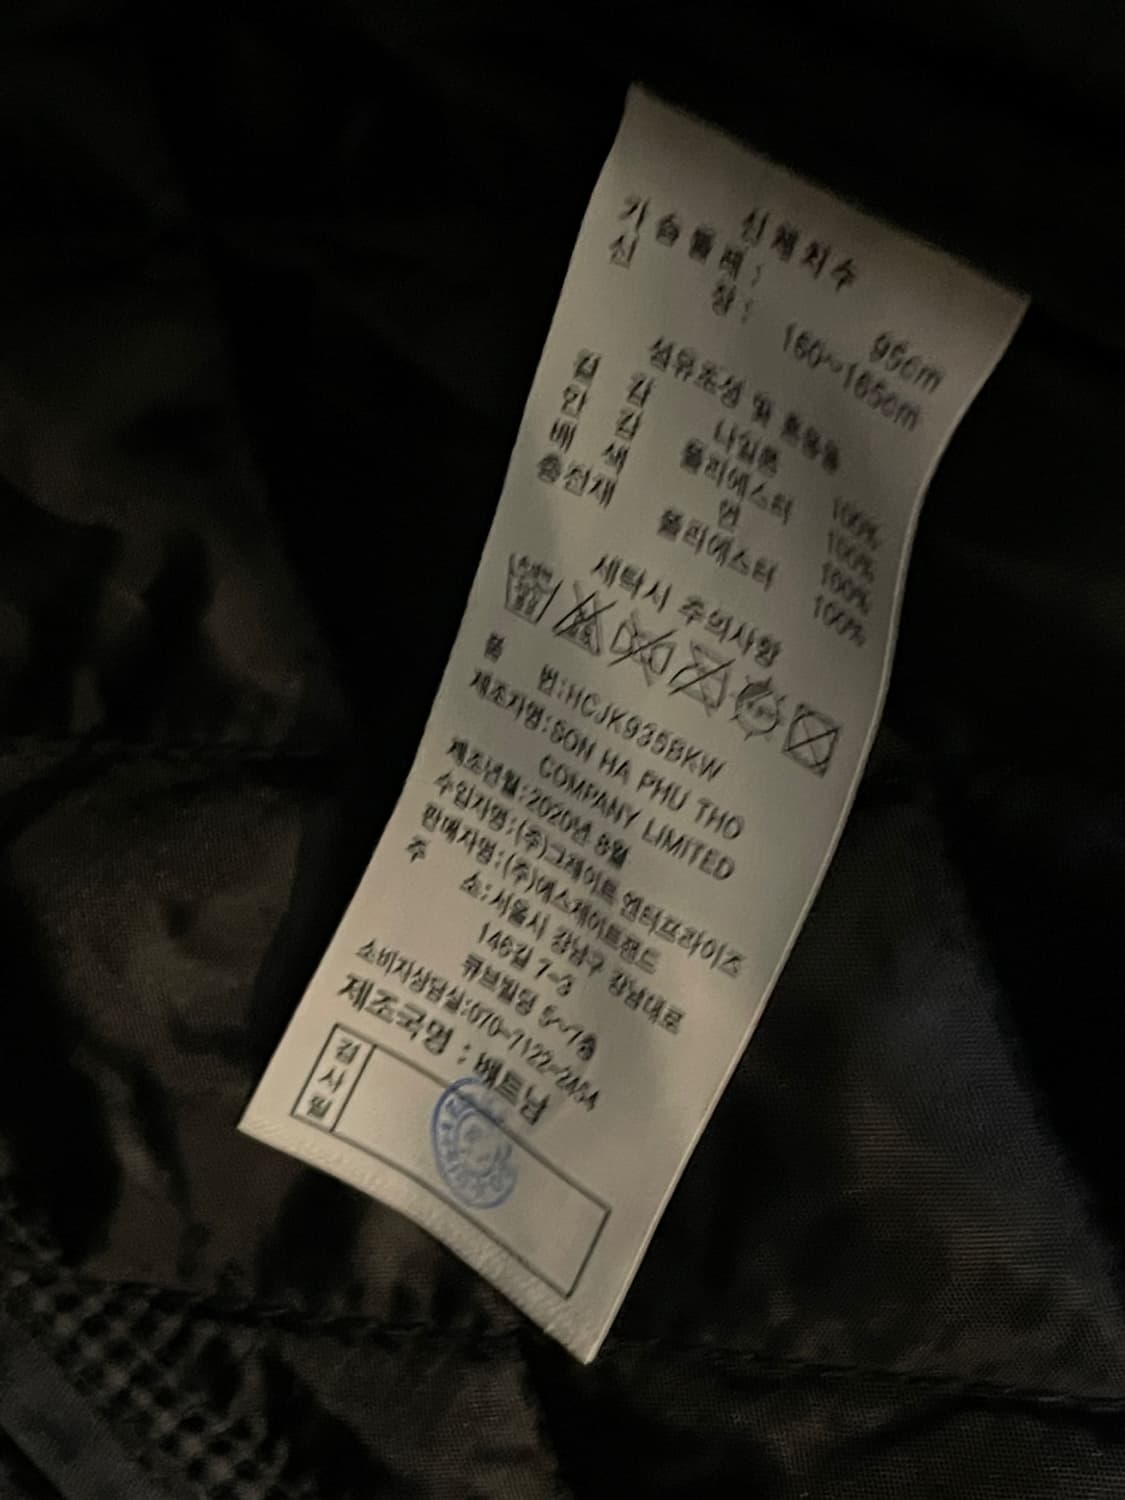 신체치수
가슴둘레: 95cm
신 장: 160~165cm
섬유조성 및 혼용율
겉 감 나일론 100%
안 감 폴리에스터 100%
배 색 면 100%
충전재 폴리에스터 100%
세탁시 주의사항
품 번:HCJK935BKW
제조자명:SON HA PHU THO
COMPANY LIMITED
제조년월:2020년 8월
수입자명:(주)그레이트 엔터프라이즈
판매자명:(주)에스제이트렌드
주 소:서울시 강남구 강남대로
146길 7-3
큐브빌딩 5~7층
소비자상담실:070-7122-2454
제조국명 : 베트남
검사필